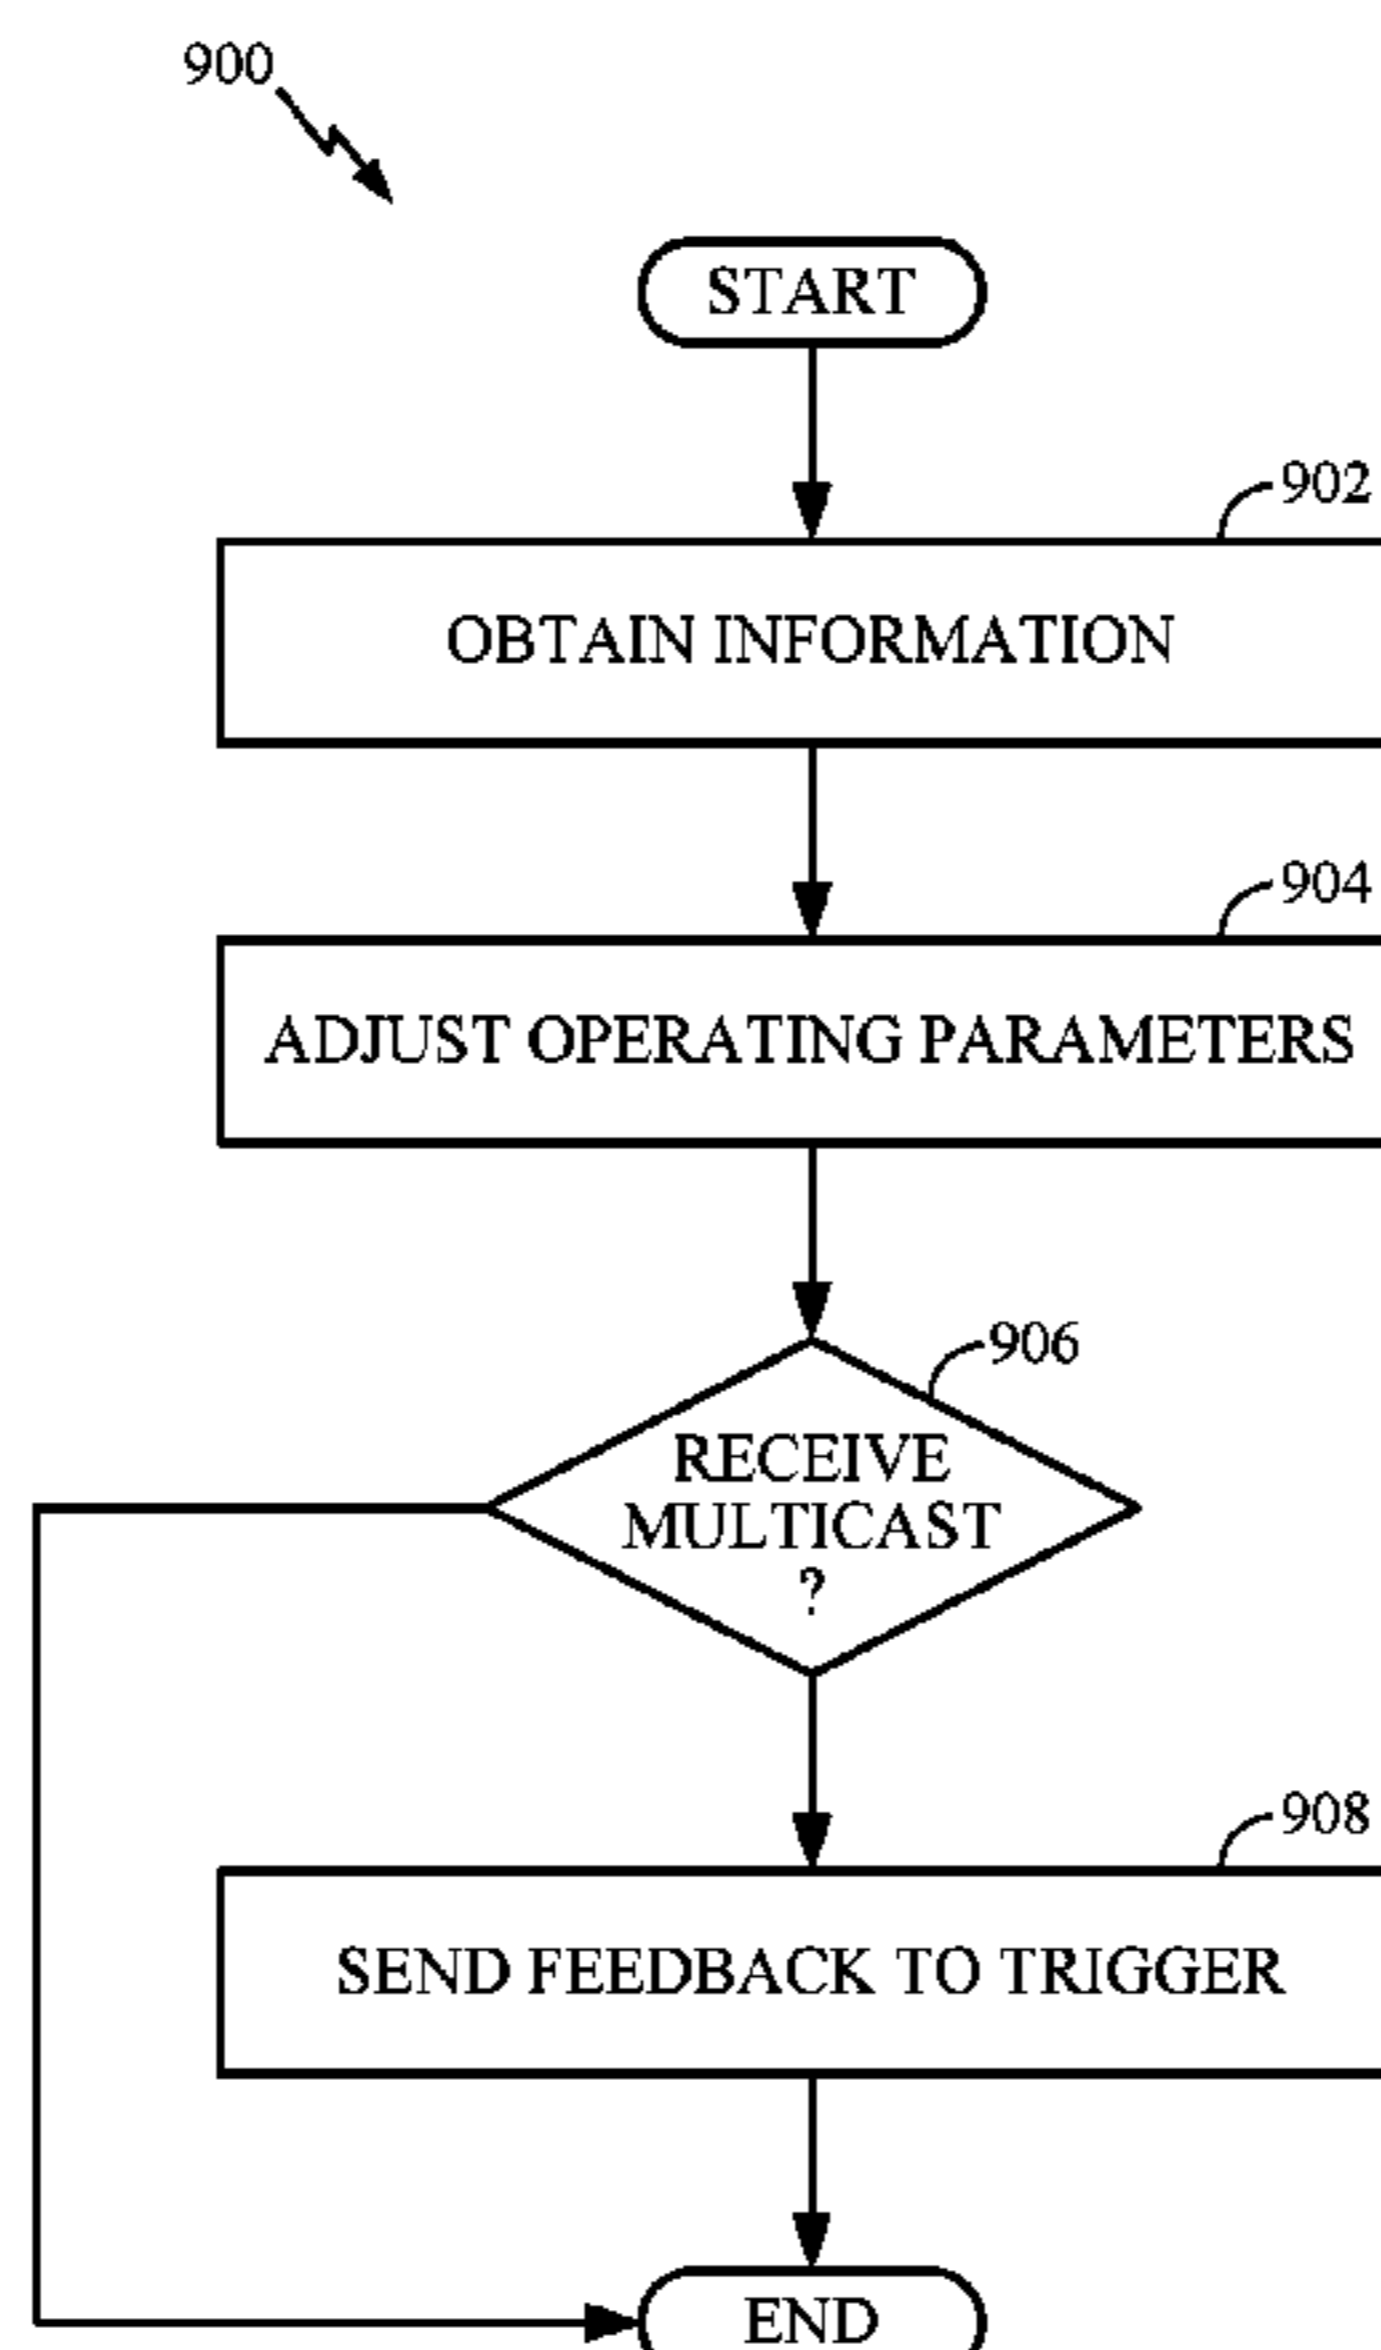 900
START
902
OBTAIN INFORMATION
904
ADJUST OPERATING PARAMETERS
906
RECEIVE
MULTICAST
?
908
SEND FEEDBACK TO TRIGGER
END